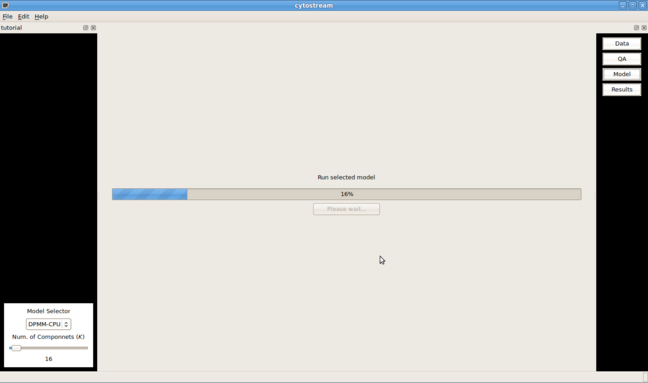 cytostream
File Edit Help
tutorial
Data
QA
Model
Results
Run selected model
16%
Please wait...
Model Selector
DPMM-CPU
Num. of Componnets (K)
16